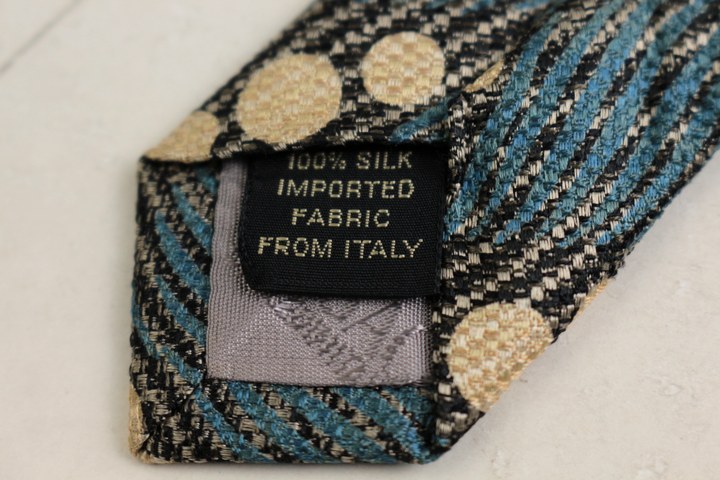 100% SILK
IMPORTED
FABRIC
FROM ITALY